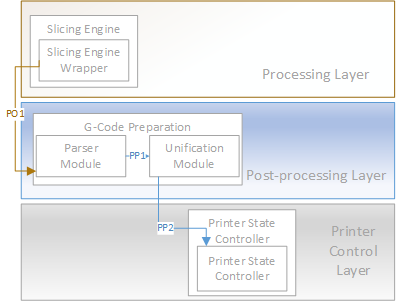 Slicing Engine
Slicing Engine
Wrapper
Processing Layer
PO1
G-Code Preparation
Parser
Module
PP1
Unification
Module
Post-processing Layer
PP2
Printer State
Controller
Printer State
Controller
Printer
Control
Layer